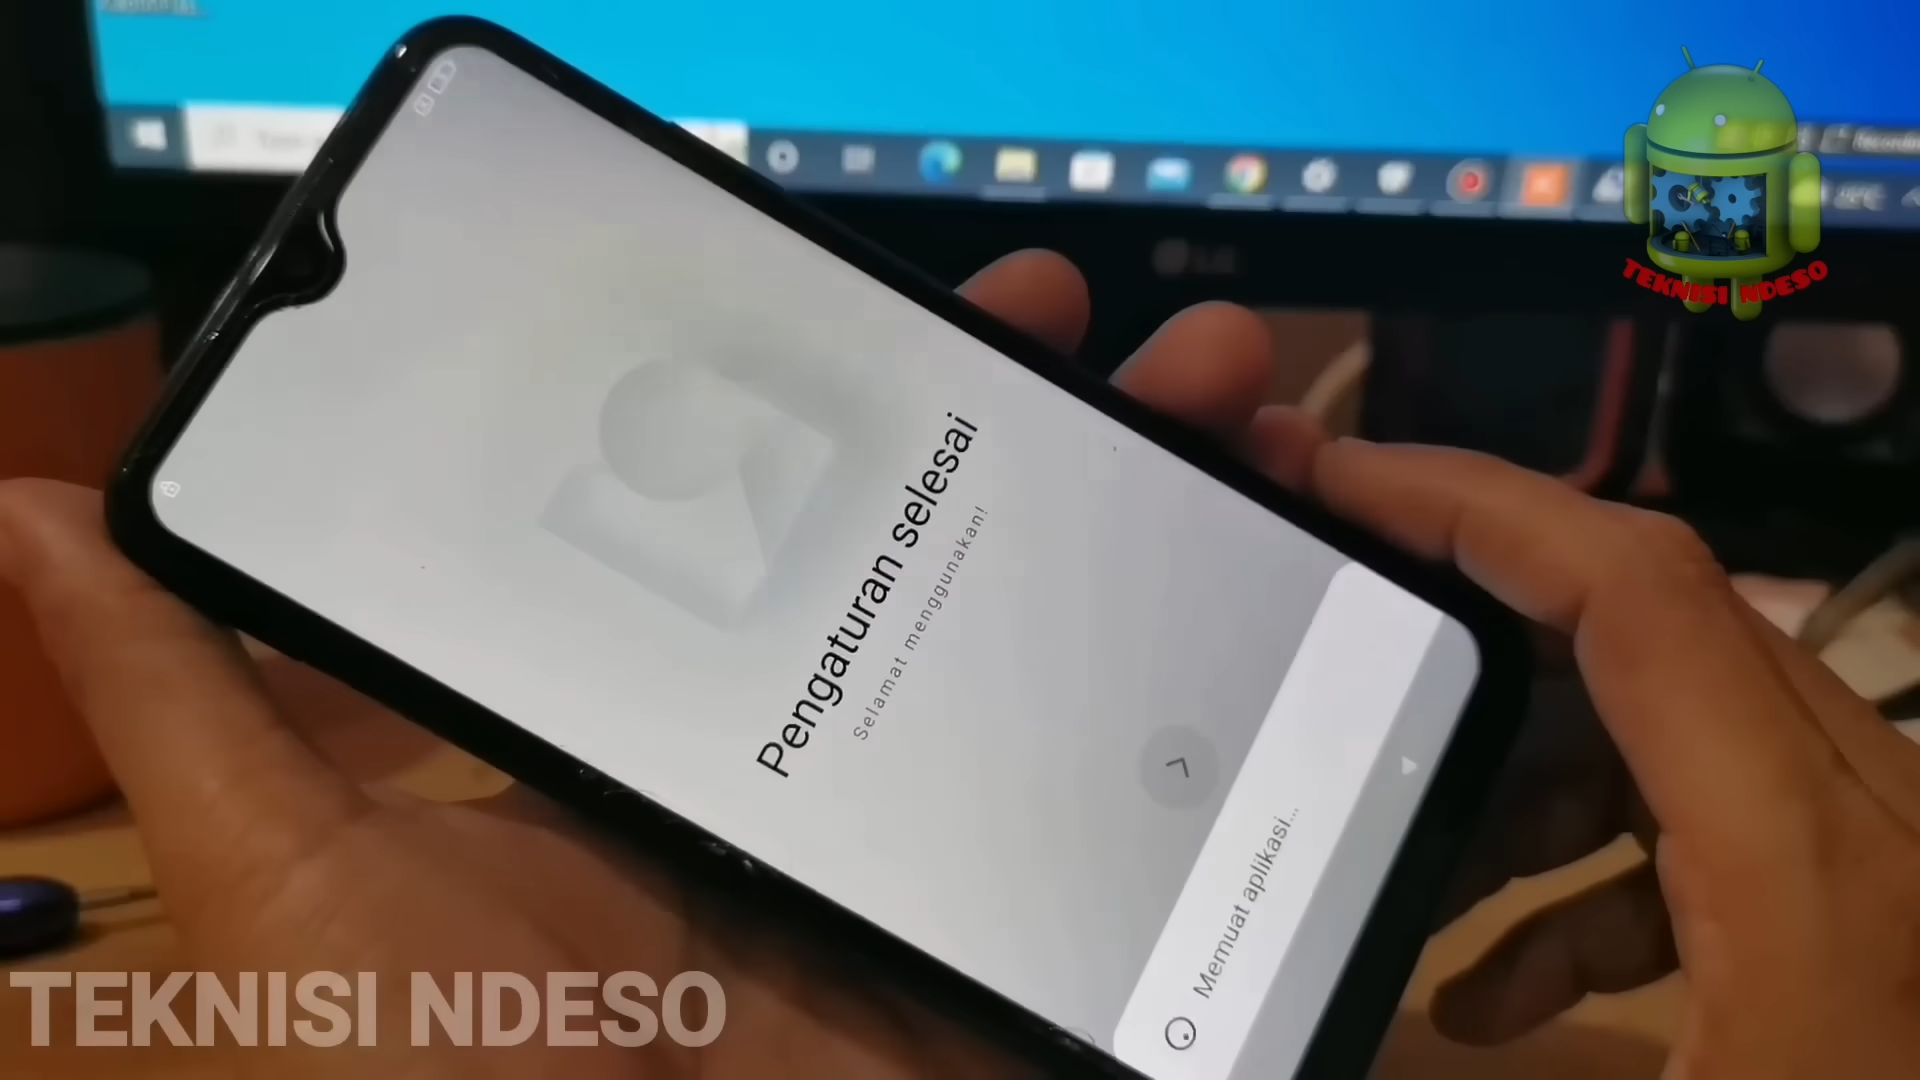 Pengaturan selesai
Selamat menggunakan!
Memuat aplikasi...
TEKNISI NDESO
TEKNISI NDESO